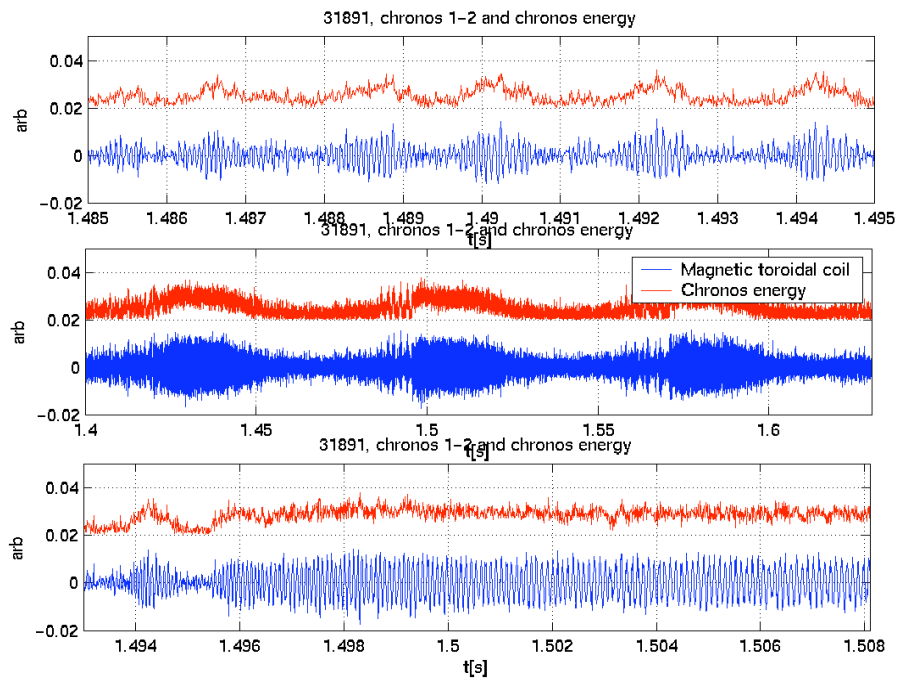 31891, chronos 1-2 and chronos energy
0.04
0.02
0
-0.02
arb
1.485 1.486 1.487 1.488 1.489 1.49 1.491 1.492 1.493 1.494 1.495
t[s]
31891, chronos 1-2 and chronos energy
0.04
0.02
0
-0.02
arb
Magnetic toroidal coil
Chronos energy
1.4 1.45 1.5 1.55 1.6
t[s]
31891, chronos 1-2 and chronos energy
0.04
0.02
0
-0.02
arb
1.494 1.496 1.498 1.5 1.502 1.504 1.506 1.508
t[s]